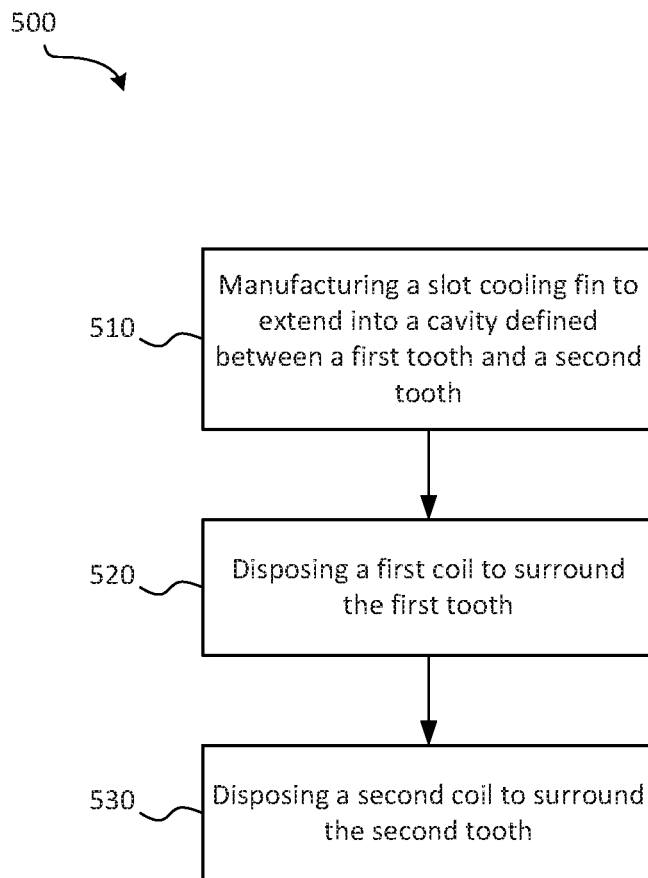 500
510
Manufacturing a slot cooling fin to
extend into a cavity defined
between a first tooth and a second
tooth
520
Disposing a first coil to surround
the first tooth
530
Disposing a second coil to surround
the second tooth